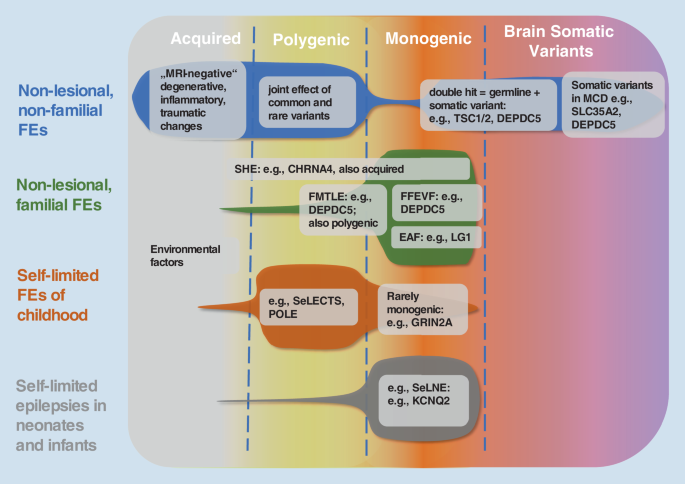 Acquired
Polygenic
Monogenic
Brain Somatic
Variants
Non-lesional,
non-familial
FEs
„MRI-negative“
degenerative,
inflammatory,
traumatic
changes
joint effect of
common and
rare variants
double hit = germline +
somatic variant:
e.g., TSC1/2, DEPDC5
Somatic variants
in MCD e.g.,
SLC35A2,
DEPDC5
Non-lesional,
familial FEs
SHE: e.g., CHRNA4, also acquired
FMTLE: e.g.,
DEPDC5;
also polygenic
FFEVF: e.g.,
DEPDC5
EAF: e.g., LG1
Environmental
factors
Self-limited
FEs of
childhood
e.g., SeLECTS,
POLE
Rarely
monogenic:
e.g., GRIN2A
Self-limited
epilepsies in
neonates
and infants
e.g., SeLNE:
e.g., KCNQ2